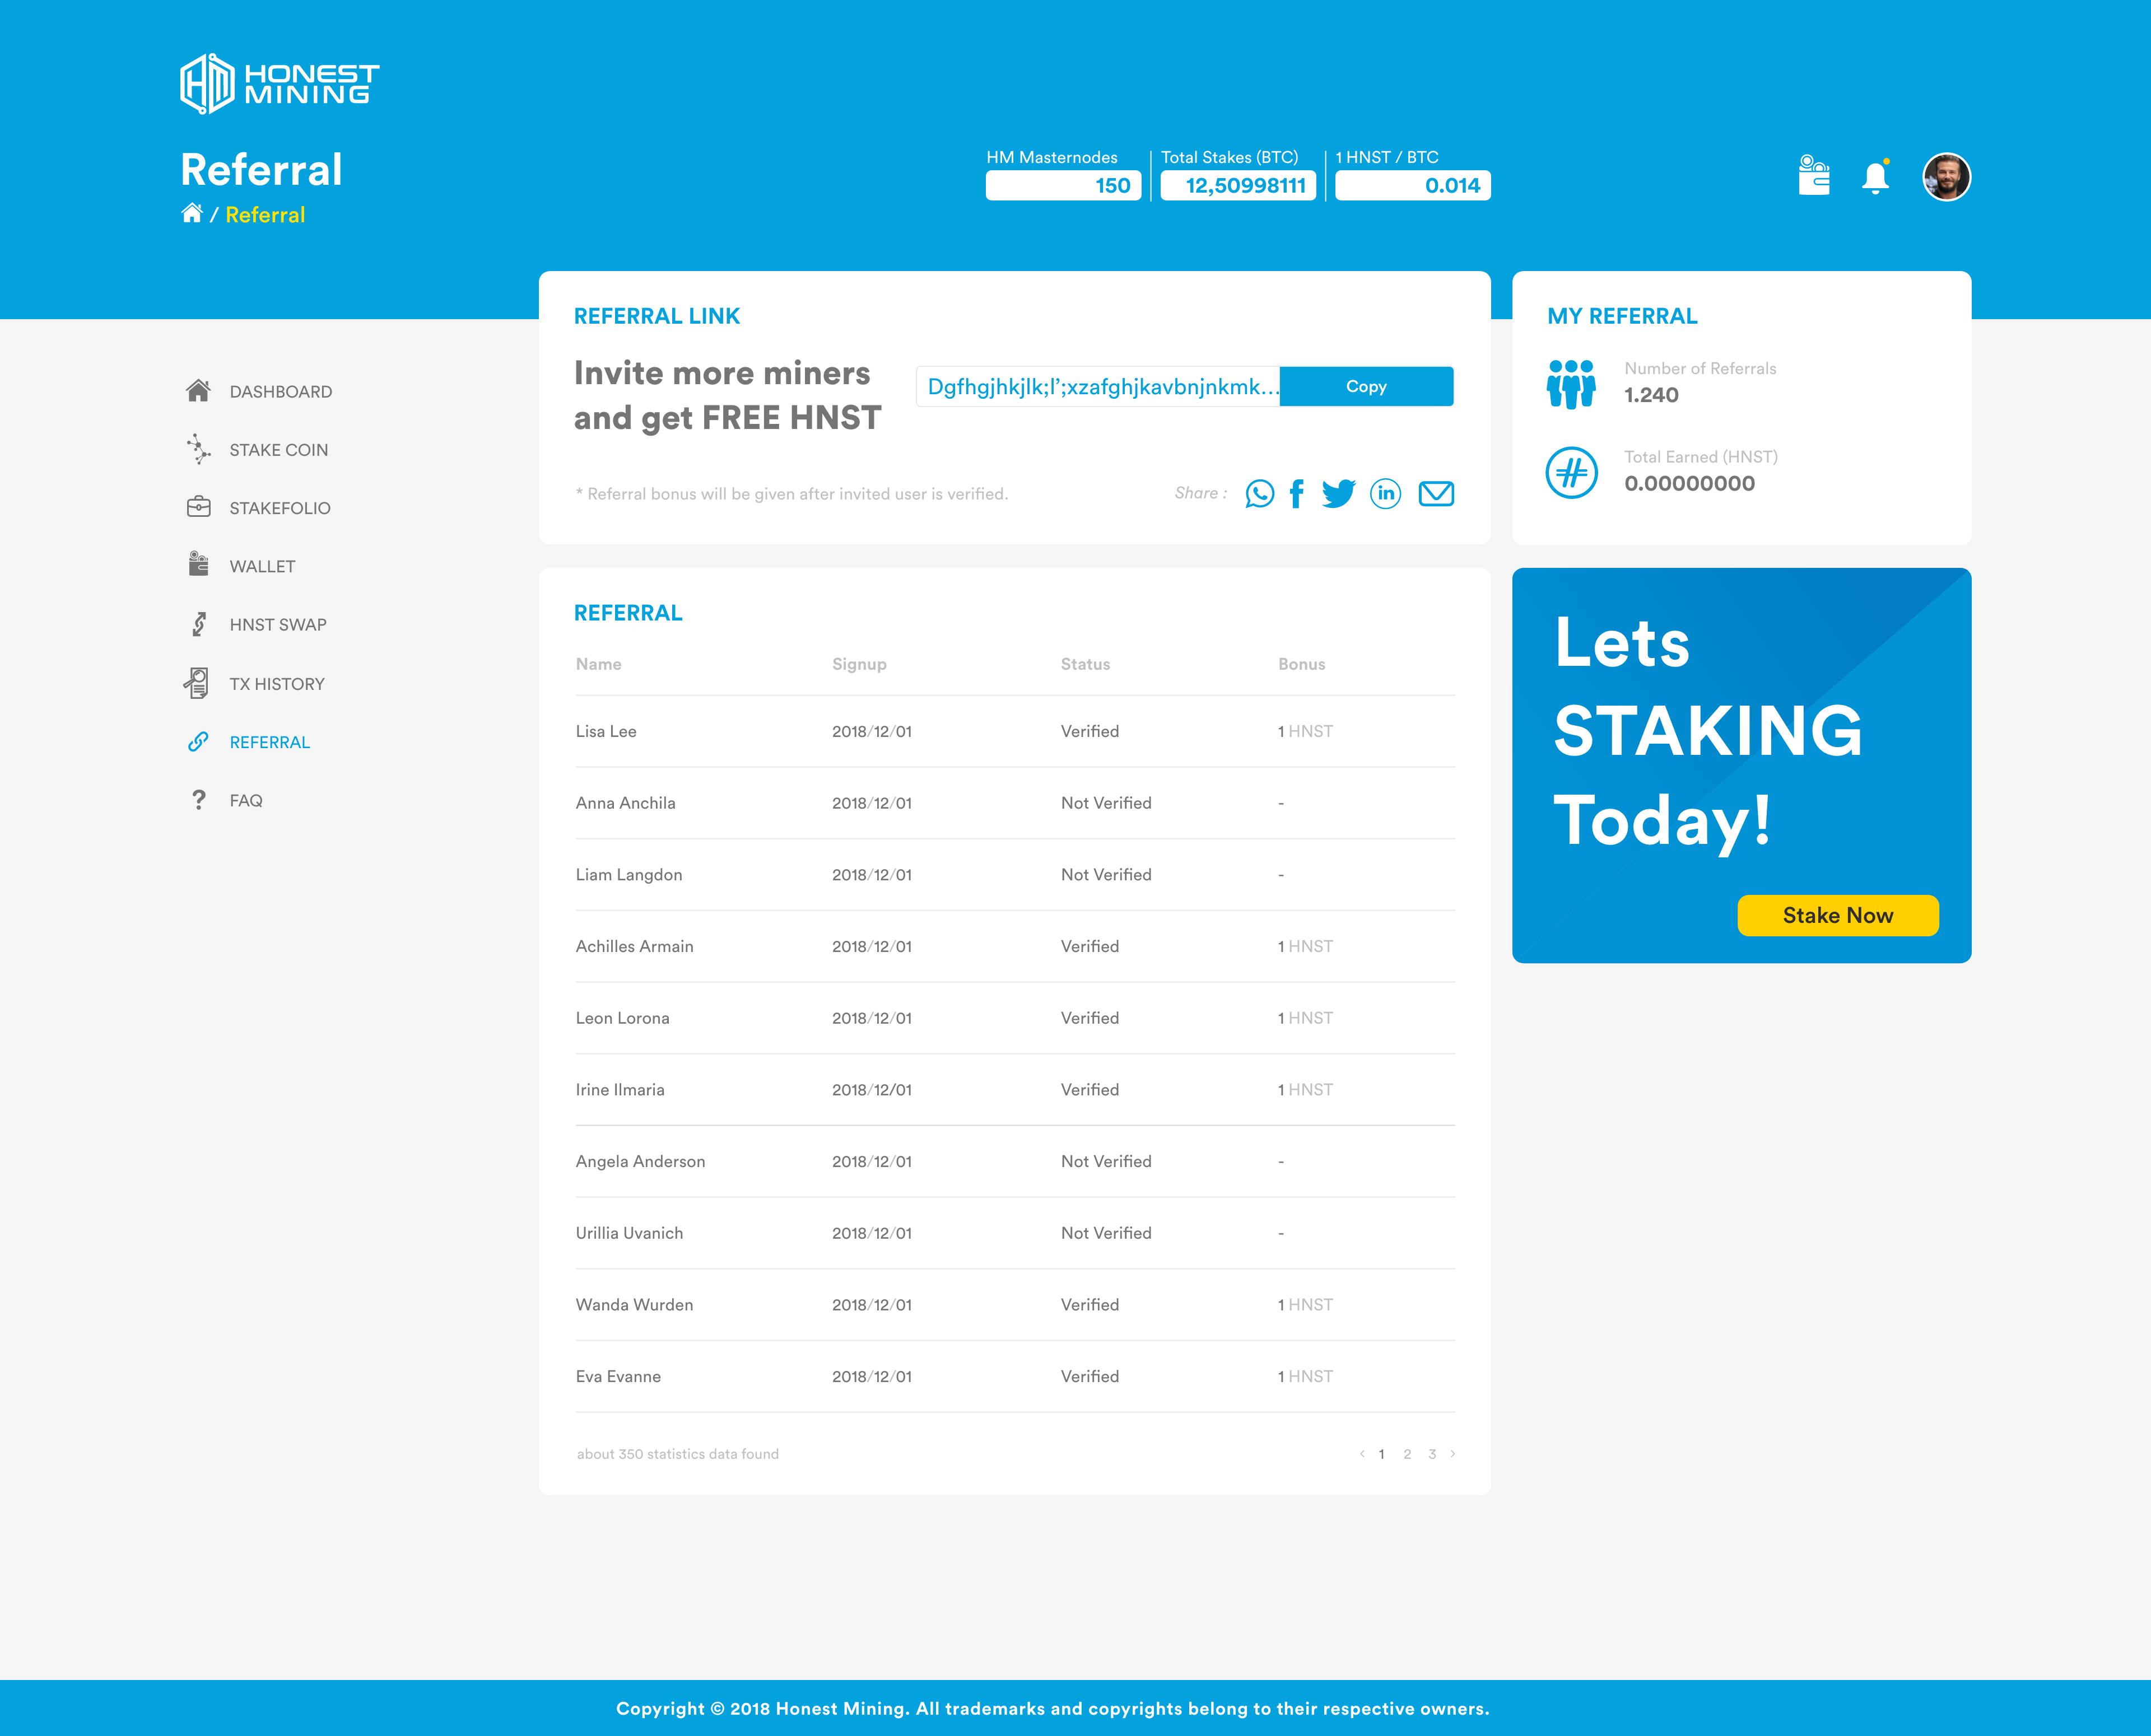 HONEST
MINING
Referral
/ Referral
HM Masternodes
150
Total Stakes (BTC)
12,50998111
1 HNST / BTC
0.014
DASHBOARD
STAKE COIN
STAKEFOLIO
WALLET
HNST SWAP
TX HISTORY
REFERRAL
FAQ
REFERRAL LINK
Invite more miners
and get FREE HNST
Dgfhgjhkjlk;l’;xzafghjkavbnjnkmk...
Copy
* Referral bonus will be given after invited user is verified.
Share :
MY REFERRAL
Number of Referrals
1.240
Total Earned (HNST)
0.00000000
REFERRAL
Name Signup Status Bonus
Lisa Lee 2018/12/01 Verified 1 HNST
Anna Anchila 2018/12/01 Not Verified -
Liam Langdon 2018/12/01 Not Verified -
Achilles Armain 2018/12/01 Verified 1 HNST
Leon Lorona 2018/12/01 Verified 1 HNST
Irine Ilmaria 2018/12/01 Verified 1 HNST
Angela Anderson 2018/12/01 Not Verified -
Urillia Uvanich 2018/12/01 Not Verified -
Wanda Wurden 2018/12/01 Verified 1 HNST
Eva Evanne 2018/12/01 Verified 1 HNST
about 350 statistics data found
< 1 2 3 >
Lets
STAKING
Today!
Stake Now
Copyright © 2018 Honest Mining. All trademarks and copyrights belong to their respective owners.